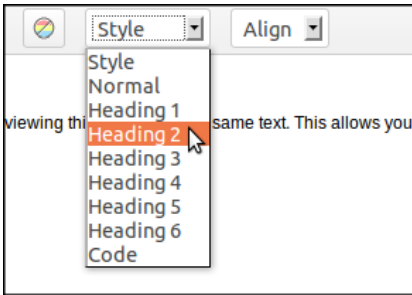 Style Align
Style
Normal
Heading 1
viewing thi same text. This allows you
Heading 2
Heading 3
Heading 4
Heading 5
Heading 6
Code